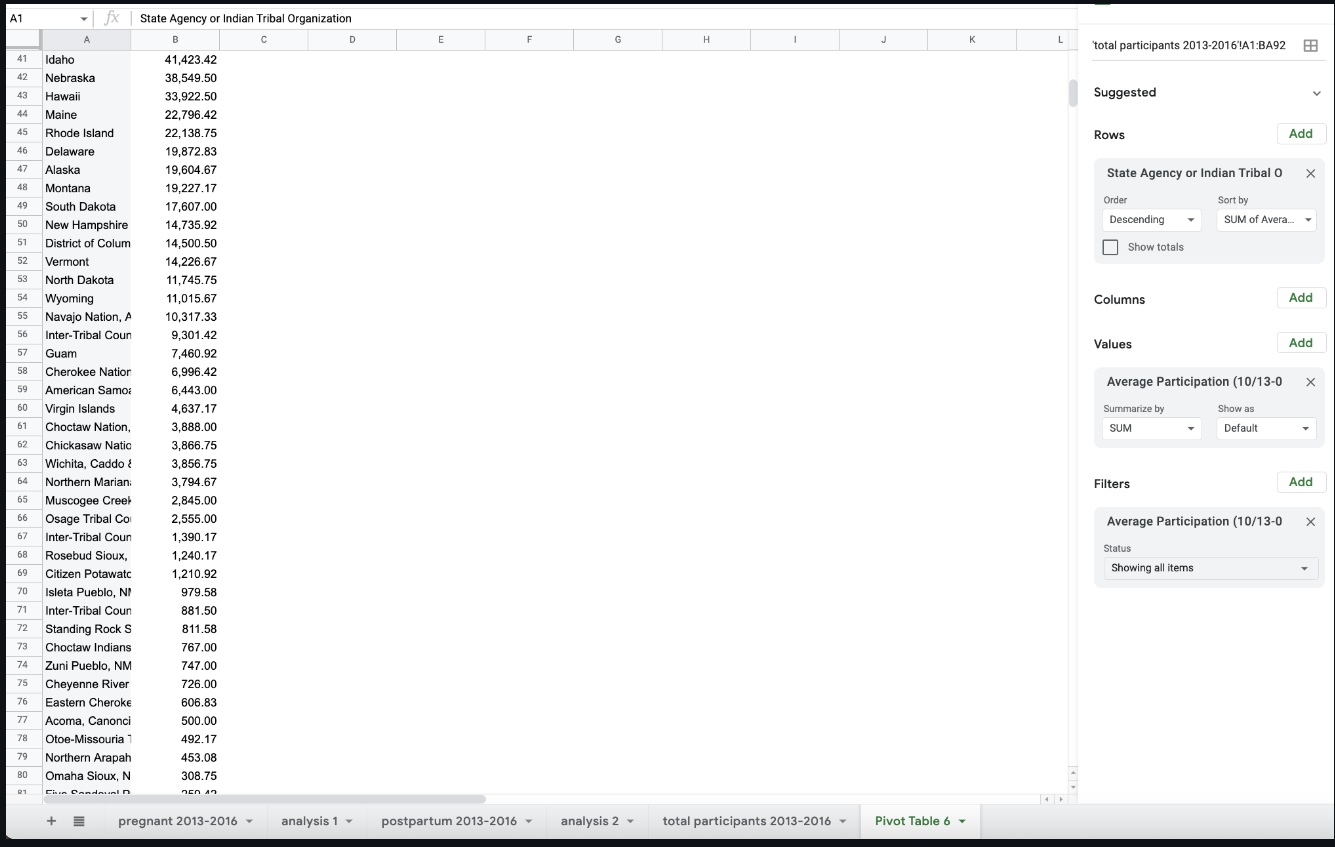 A1 fx State Agency or Indian Tribal Organization
A B C D E F G H I J K L
41 Idaho 41,423.42
42 Nebraska 38,549.50
43 Hawaii 33,922.50
44 Maine 22,796.42
45 Rhode Island 22,138.75
46 Delaware 19,872.83
47 Alaska 19,604.67
48 Montana 19,227.17
49 South Dakota 17,607.00
50 New Hampshire 14,735.92
51 District of Colum 14,500.50
52 Vermont 14,226.67
53 North Dakota 11,745.75
54 Wyoming 11,015.67
55 Navajo Nation, A 10,317.33
56 Inter-Tribal Coun 9,301.42
57 Guam 7,460.92
58 Cherokee Nation 6,996.42
59 American Samoa 6,443.00
60 Virgin Islands 4,637.17
61 Choctaw Nation, 3,888.00
62 Chickasaw Natio 3,866.75
63 Wichita, Caddo & 3,856.75
64 Northern Mariana 3,794.67
65 Muscogee Creek 2,845.00
66 Osage Tribal Cou 2,555.00
67 Inter-Tribal Coun 1,390.17
68 Rosebud Sioux, 1,240.17
69 Citizen Potawato 1,210.92
70 Isleta Pueblo, NM 979.58
71 Inter-Tribal Coun 881.50
72 Standing Rock S 811.58
73 Choctaw Indians 767.00
74 Zuni Pueblo, NM 747.00
75 Cheyenne River 726.00
76 Eastern Cheroke 606.83
77 Acoma, Canonci 500.00
78 Otoe-Missouria T 492.17
79 Northern Arapah 453.08
80 Omaha Sioux, N 308.75
81 Five Sandoval P
'total participants 2013-2016'!A1:BA92
Suggested
Rows Add
State Agency or Indian Tribal O
Order Sort by
Descending SUM of Avera...
Show totals
Columns Add
Values Add
Average Participation (10/13-0
Summarize by Show as
SUM Default
Filters Add
Average Participation (10/13-0
Status
Showing all items
+ pregnant 2013-2016 analysis 1 postpartum 2013-2016 analysis 2 total participants 2013-2016 Pivot Table 6